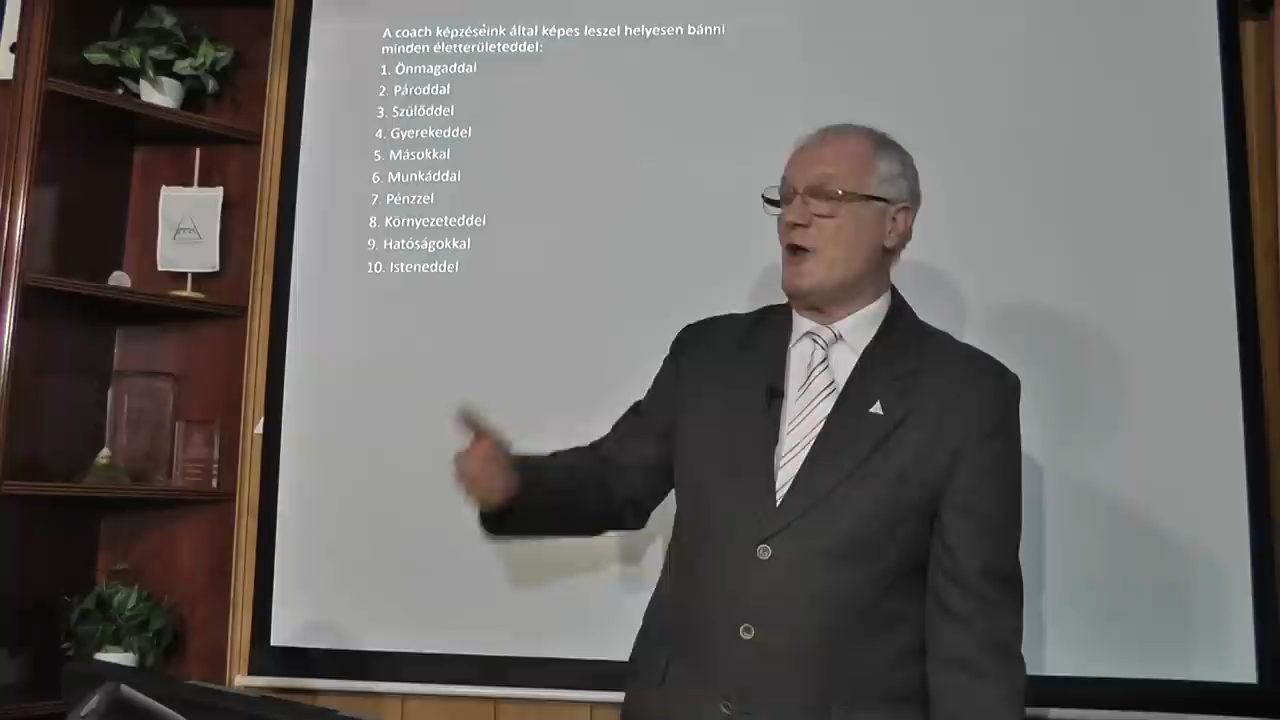 A coach képzéseink által képes leszel helyesen bánni
minden életterületeddel:
1. Önmagaddal
2. Pároddal
3. Szülőddel
4. Gyerekeddel
5. Másokkal
6. Munkáddal
7. Pénzzel
8. Környezeteddel
9. Hatóságokkal
10. Isteneddel